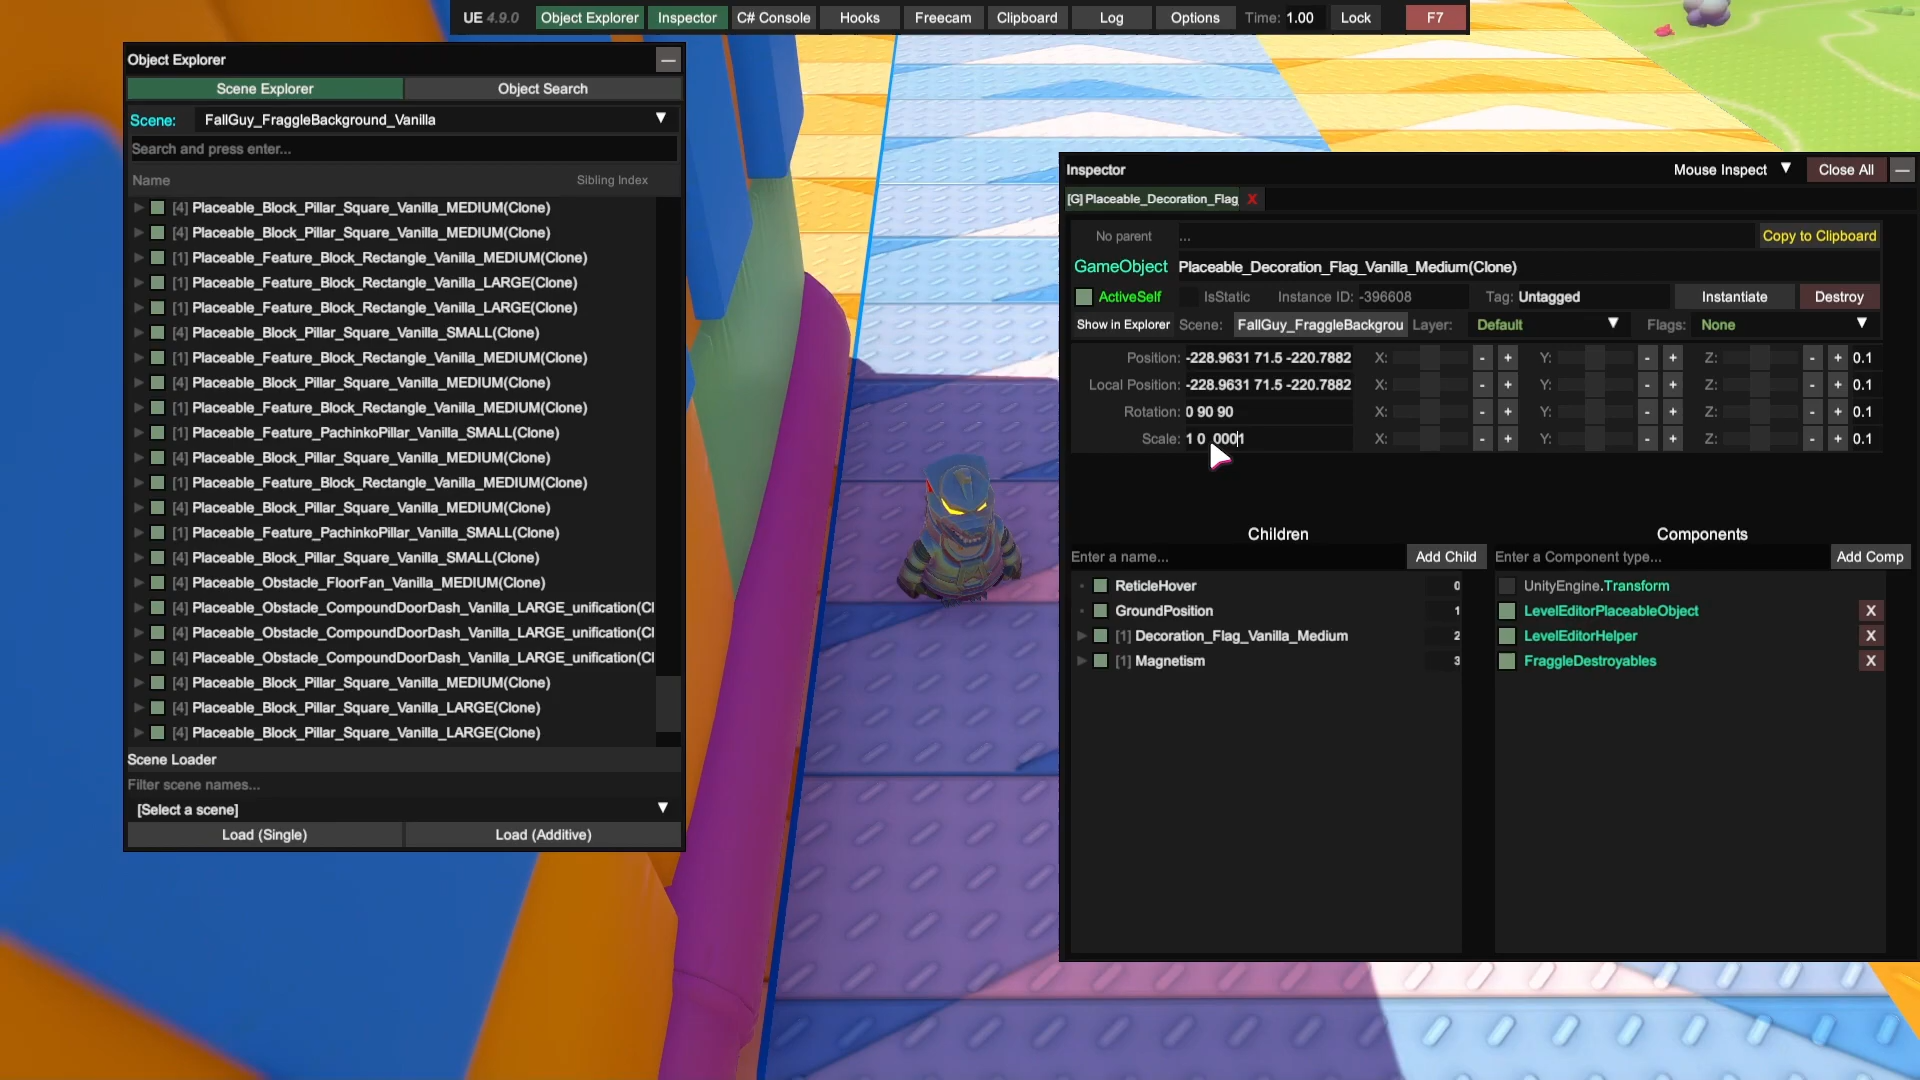 UE 4.9.0 Object Explorer Inspector C# Console Hooks Freecam Clipboard Log Options Time: 1.00 Lock F7
Object Explorer
Scene Explorer Object Search
Scene: FallGuy_FraggleBackground_Vanilla
Search and press enter...
Name Sibling Index
[4] Placeable_Block_Pillar_Square_Vanilla_MEDIUM(Clone)
[4] Placeable_Block_Pillar_Square_Vanilla_MEDIUM(Clone)
[1] Placeable_Feature_Block_Rectangle_Vanilla_MEDIUM(Clone)
[1] Placeable_Feature_Block_Rectangle_Vanilla_LARGE(Clone)
[1] Placeable_Feature_Block_Rectangle_Vanilla_LARGE(Clone)
[4] Placeable_Block_Pillar_Square_Vanilla_SMALL(Clone)
[1] Placeable_Feature_Block_Rectangle_Vanilla_MEDIUM(Clone)
[4] Placeable_Block_Pillar_Square_Vanilla_MEDIUM(Clone)
[1] Placeable_Feature_Block_Rectangle_Vanilla_MEDIUM(Clone)
[1] Placeable_Feature_PachinkoPillar_Vanilla_SMALL(Clone)
[4] Placeable_Block_Pillar_Square_Vanilla_MEDIUM(Clone)
[1] Placeable_Feature_Block_Rectangle_Vanilla_MEDIUM(Clone)
[4] Placeable_Block_Pillar_Square_Vanilla_MEDIUM(Clone)
[1] Placeable_Feature_PachinkoPillar_Vanilla_SMALL(Clone)
[4] Placeable_Block_Pillar_Square_Vanilla_SMALL(Clone)
[4] Placeable_Obstacle_FloorFan_Vanilla_MEDIUM(Clone)
[4] Placeable_Obstacle_CompoundDoorDash_Vanilla_LARGE_unification(Cl
[4] Placeable_Obstacle_CompoundDoorDash_Vanilla_LARGE_unification(Cl
[4] Placeable_Obstacle_CompoundDoorDash_Vanilla_LARGE_unification(Cl
[4] Placeable_Block_Pillar_Square_Vanilla_MEDIUM(Clone)
[4] Placeable_Block_Pillar_Square_Vanilla_LARGE(Clone)
[4] Placeable_Block_Pillar_Square_Vanilla_LARGE(Clone)
Scene Loader
Filter scene names...
[Select a scene]
Load (Single) Load (Additive)
Inspector Mouse Inspect Close All
[G] Placeable_Decoration_Flag X
No parent ... Copy to Clipboard
GameObject Placeable_Decoration_Flag_Vanilla_Medium(Clone)
ActiveSelf IsStatic Instance ID: -396608 Tag: Untagged Instantiate Destroy
Show in Explorer Scene: FallGuy_FraggleBackgrou Layer: Default Flags: None
Position: -228.9631 71.5 -220.7882 X: - + Y: - + Z: - + 0.1
Local Position: -228.9631 71.5 -220.7882 X: - + Y: - + Z: - + 0.1
Rotation: 0 90 90 X: - + Y: - + Z: - + 0.1
Scale: 1 0 0001 X: - + Y: - + Z: - + 0.1
Children Components
Enter a name... Add Child Enter a Component type... Add Comp
ReticleHover 0 UnityEngine.Transform
GroundPosition 1 LevelEditorPlaceableObject X
[1] Decoration_Flag_Vanilla_Medium 2 LevelEditorHelper X
[1] Magnetism 3 FraggleDestroyables X